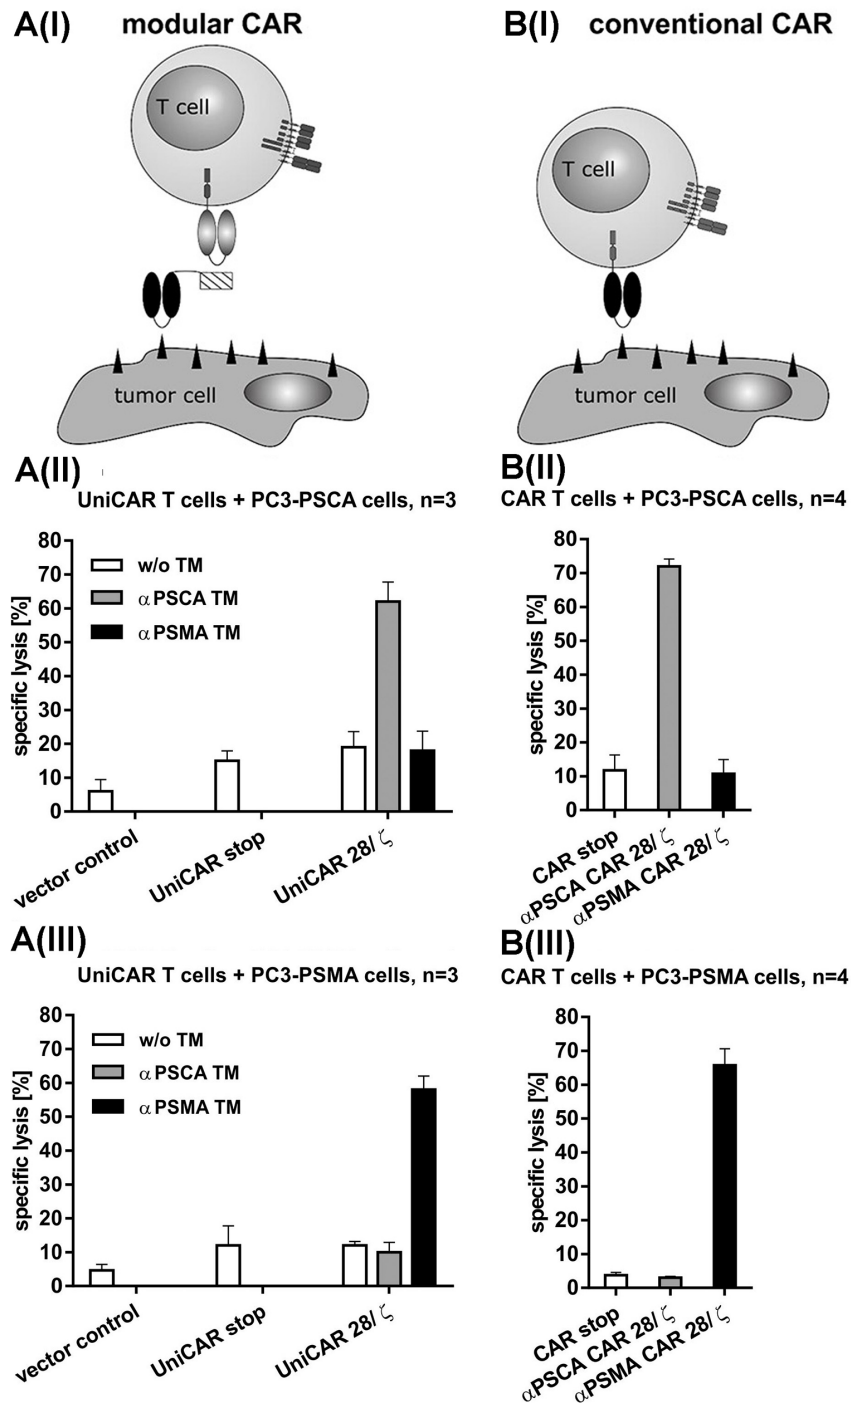 A(I) modular CAR
B(I) conventional CAR
T cell
tumor cell
T cell
tumor cell
A(II)
UniCAR T cells + PC3-PSCA cells, n=3
specific lysis [%]
80
70
60
50
40
30
20
10
0
w/o TM
αPSCA TM
αPSMA TM
vector control
UniCAR stop
UniCAR 28/ ζ
B(II)
CAR T cells + PC3-PSCA cells, n=4
specific lysis [%]
80
70
60
50
40
30
20
10
0
CAR stop
αPSCA CAR 28/ ζ
αPSMA CAR 28/ ζ
A(III)
UniCAR T cells + PC3-PSMA cells, n=3
specific lysis [%]
80
70
60
50
40
30
20
10
0
w/o TM
αPSCA TM
αPSMA TM
vector control
UniCAR stop
UniCAR 28/ ζ
B(III)
CAR T cells + PC3-PSMA cells, n=4
specific lysis [%]
80
70
60
50
40
30
20
10
0
CAR stop
αPSCA CAR 28/ ζ
αPSMA CAR 28/ ζ